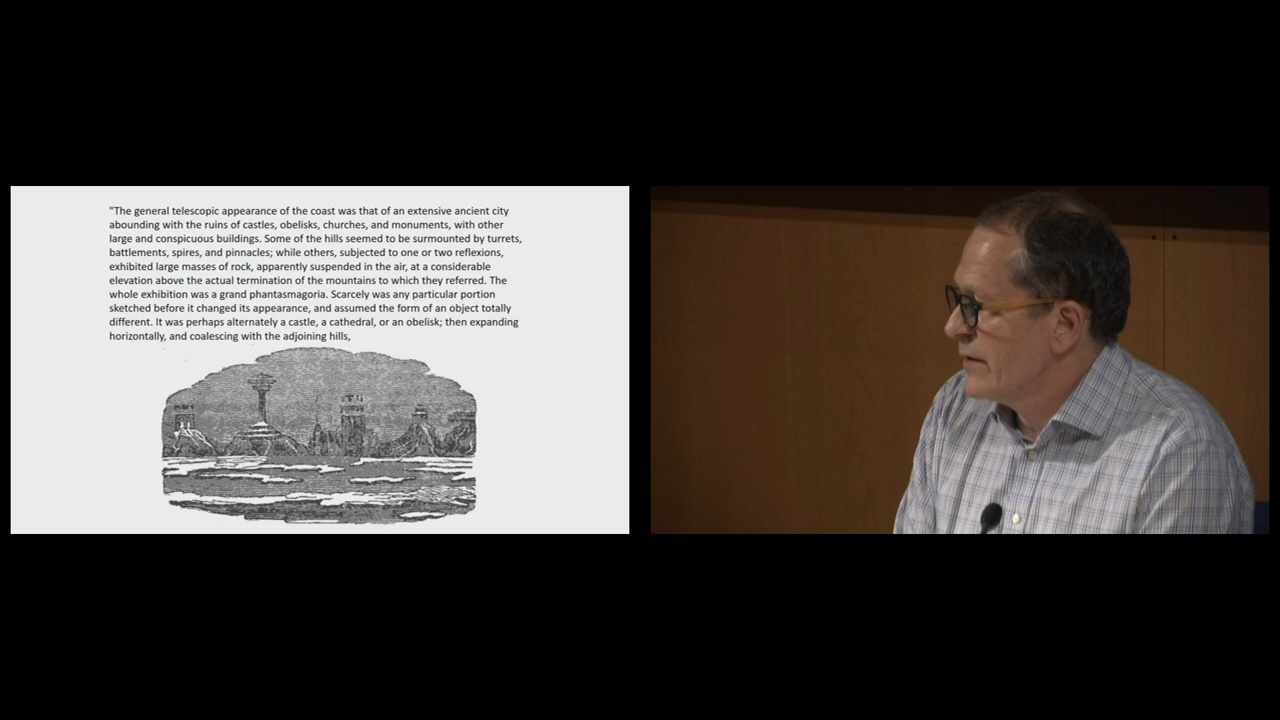 "The general telescopic appearance of the coast was that of an extensive ancient city
abounding with the ruins of castles, obelisks, churches, and monuments, with other
large and conspicuous buildings. Some of the hills seemed to be surmounted by turrets,
battlements, spires, and pinnacles; while others, subjected to one or two reflexions,
exhibited large masses of rock, apparently suspended in the air, at a considerable
elevation above the actual termination of the mountains to which they referred. The
whole exhibition was a grand phantasmagoria. Scarcely was any particular portion
sketched before it changed its appearance, and assumed the form of an object totally
different. It was perhaps alternately a castle, a cathedral, or an obelisk; then expanding
horizontally, and coalescing with the adjoining hills,